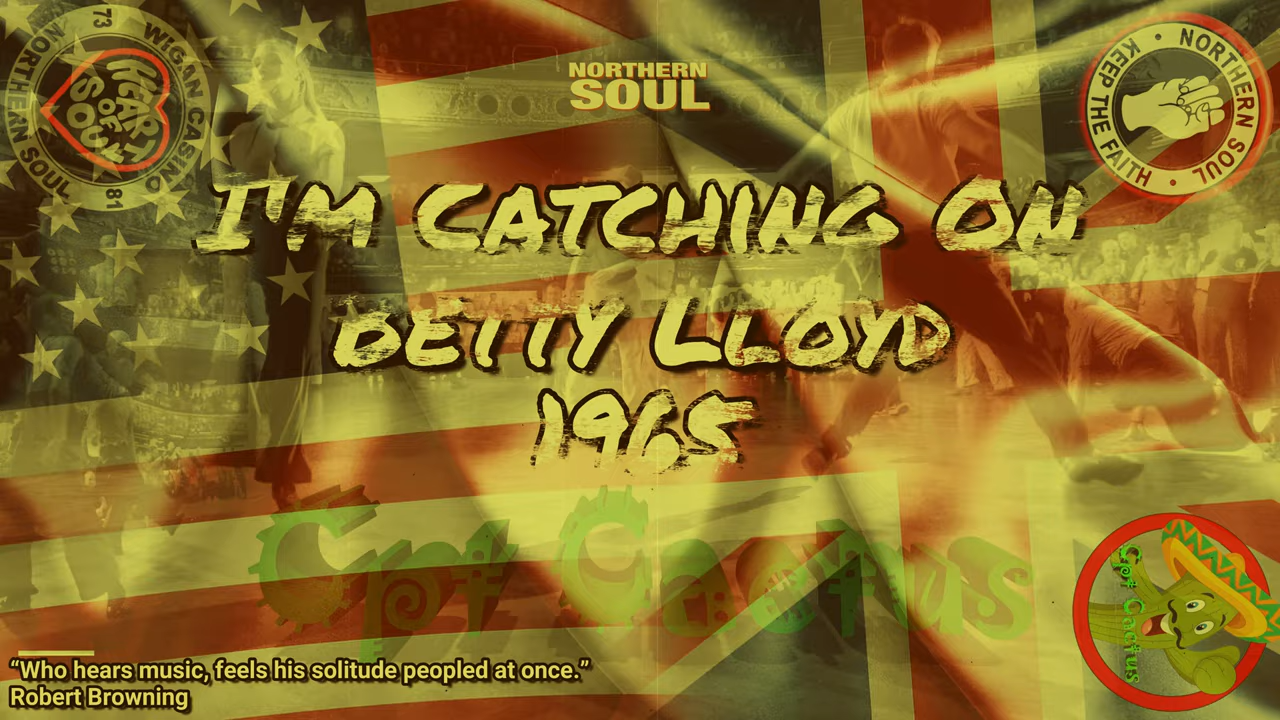 WIGAN CASINO
73
81
NORTHERN SOUL
HEART
OF
SOUL
NORTHERN
SOUL
NORTHERN SOUL
KEEP THE FAITH
I'M CATCHING ON
BETTY LLOYD
1965
Cpt Cactus
Cpt Cactus
“Who hears music, feels his solitude peopled at once.”
Robert Browning